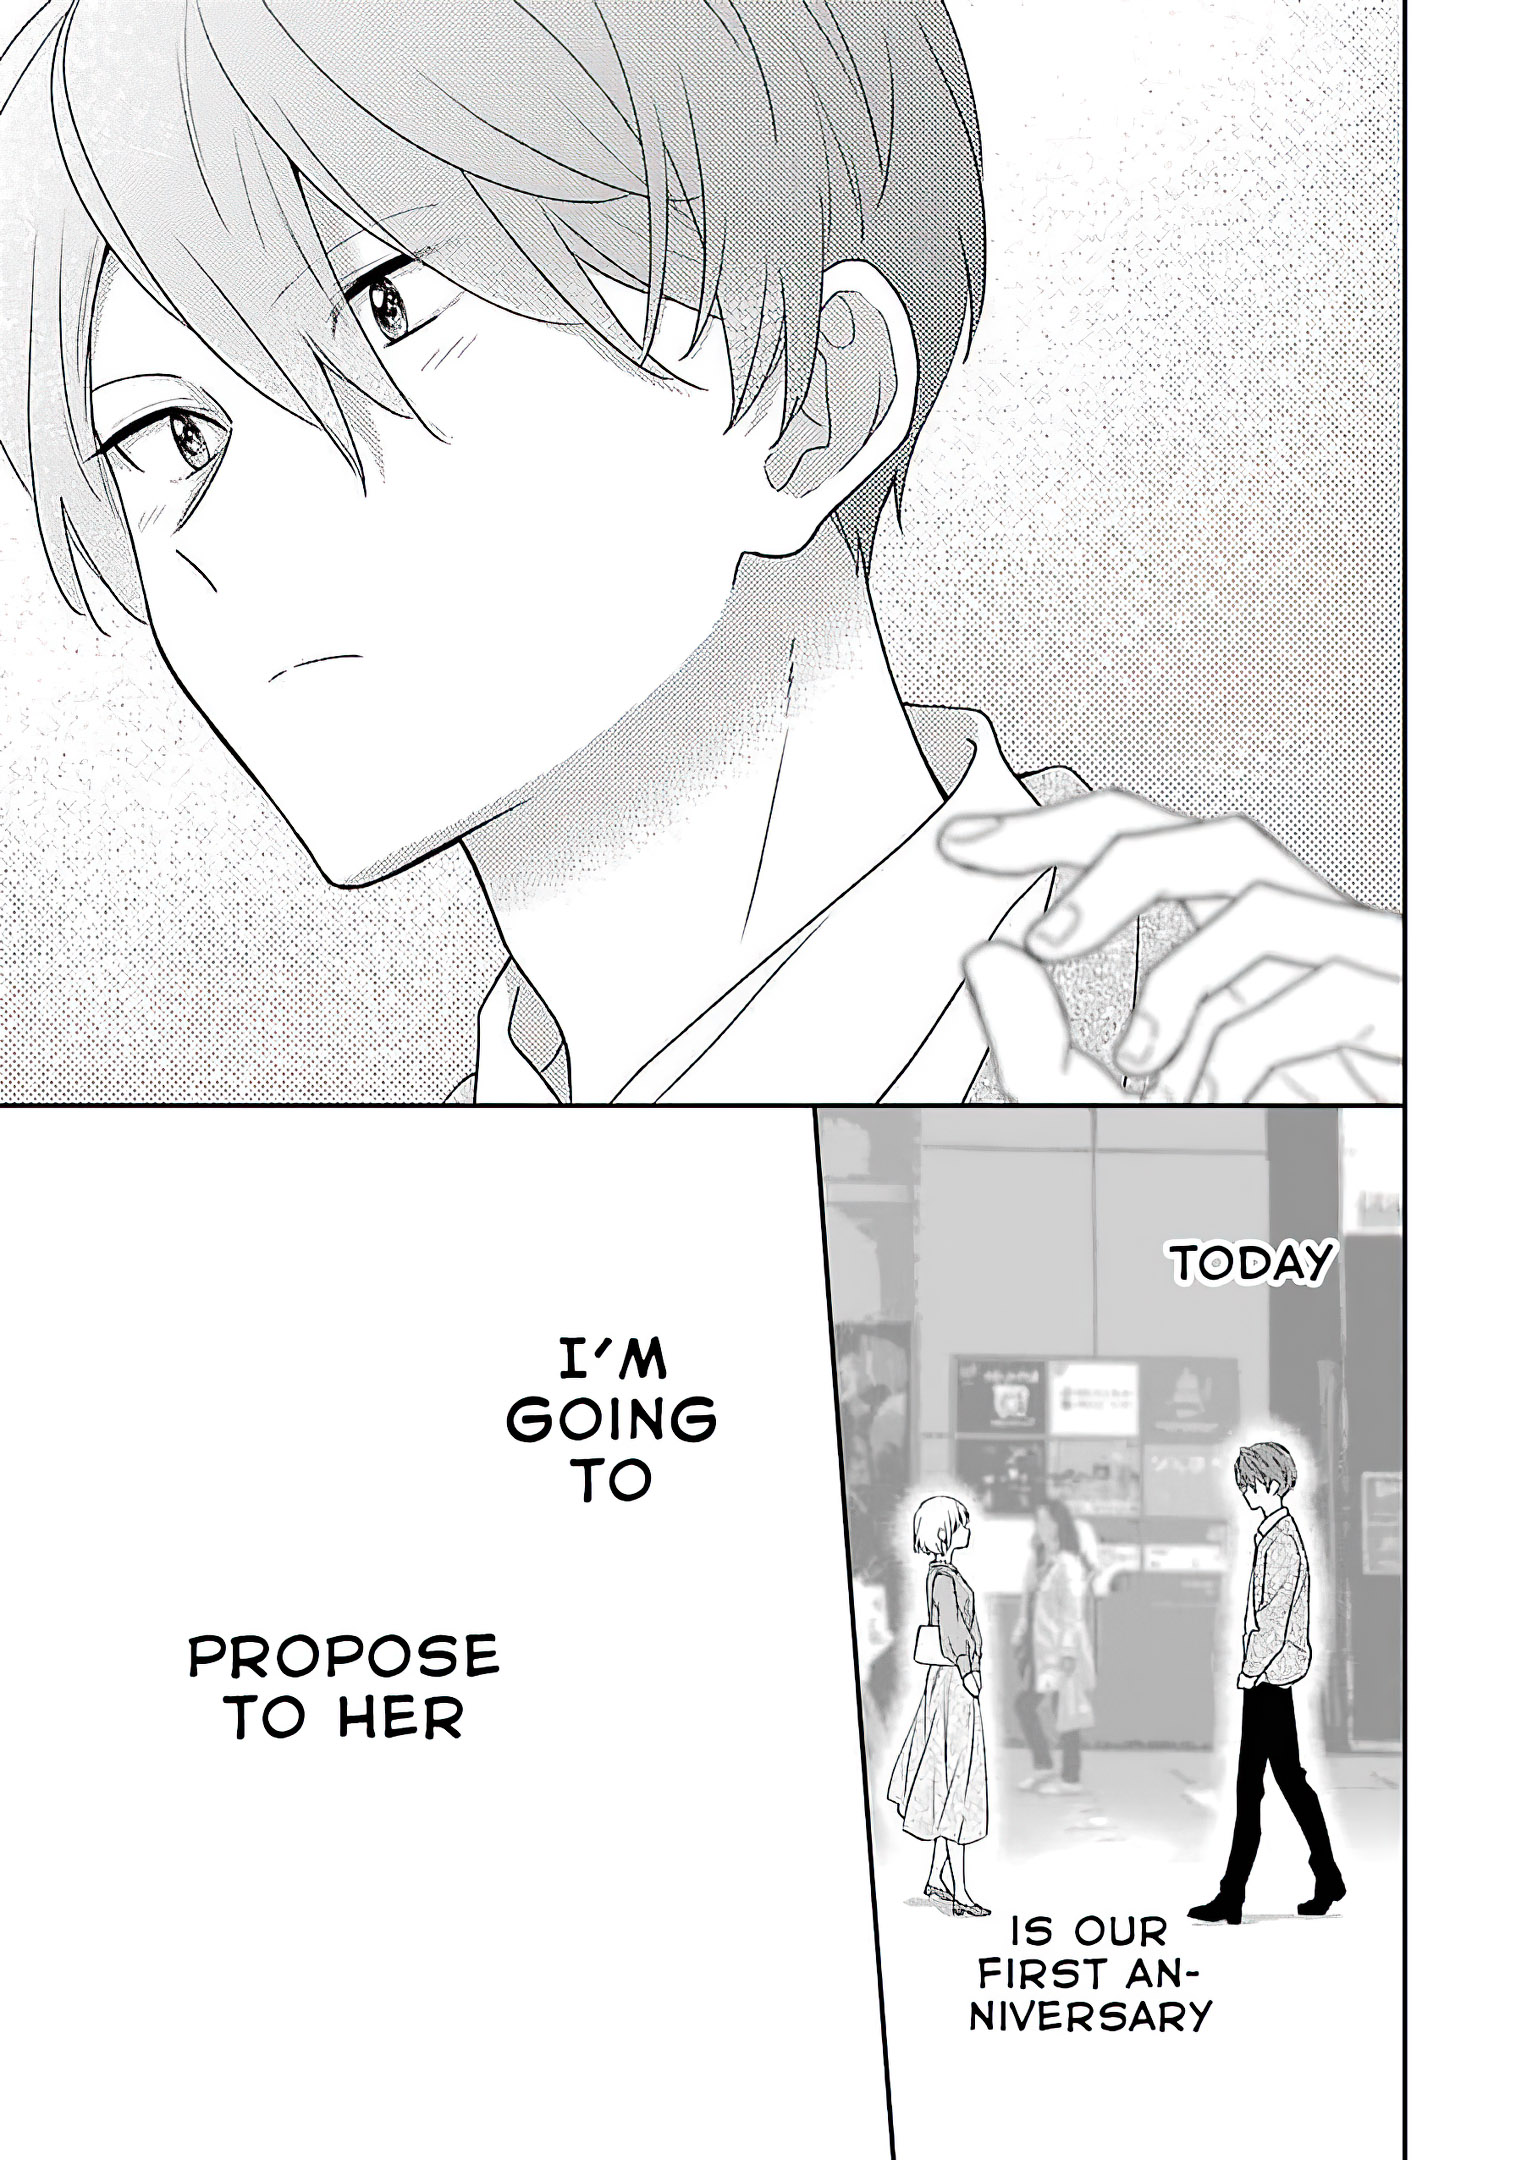 TODAY
IS OUR
FIRST AN-
NIVERSARY
I'M
GOING
TO
PROPOSE
TO HER